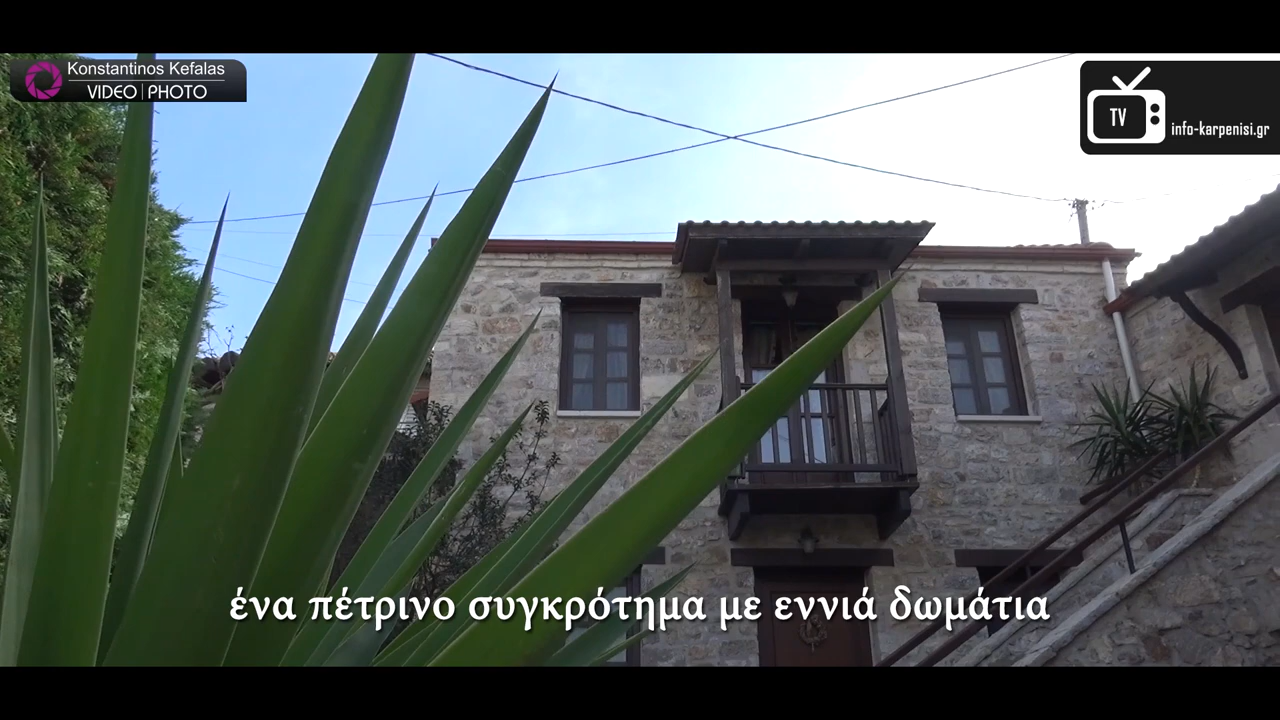 Konstantinos Kefalas
VIDEO | PHOTO
TV
info-karpenisi.gr
ένα πέτρινο συγκρότημα με εννιά δωμάτια